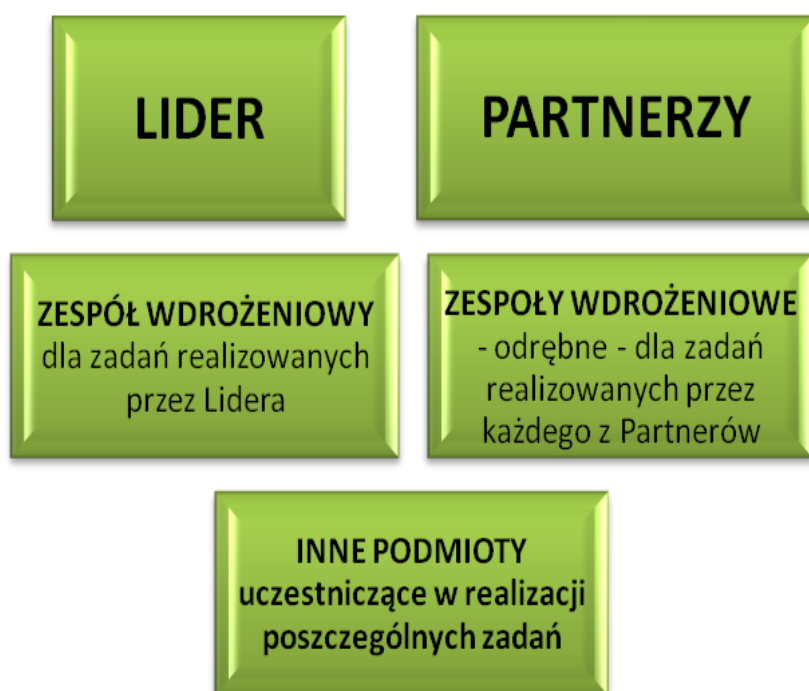 LIDER
PARTNERZY
ZESPÓŁ WDROŻENIOWY
dla zadań realizowanych
przez Lidera
ZESPOŁY WDROŻENIOWE
- odrębne - dla zadań
realizowanych przez
każdego z Partnerów
INNE PODMIOTY
uczestniczące w realizacji
poszczególnych zadań